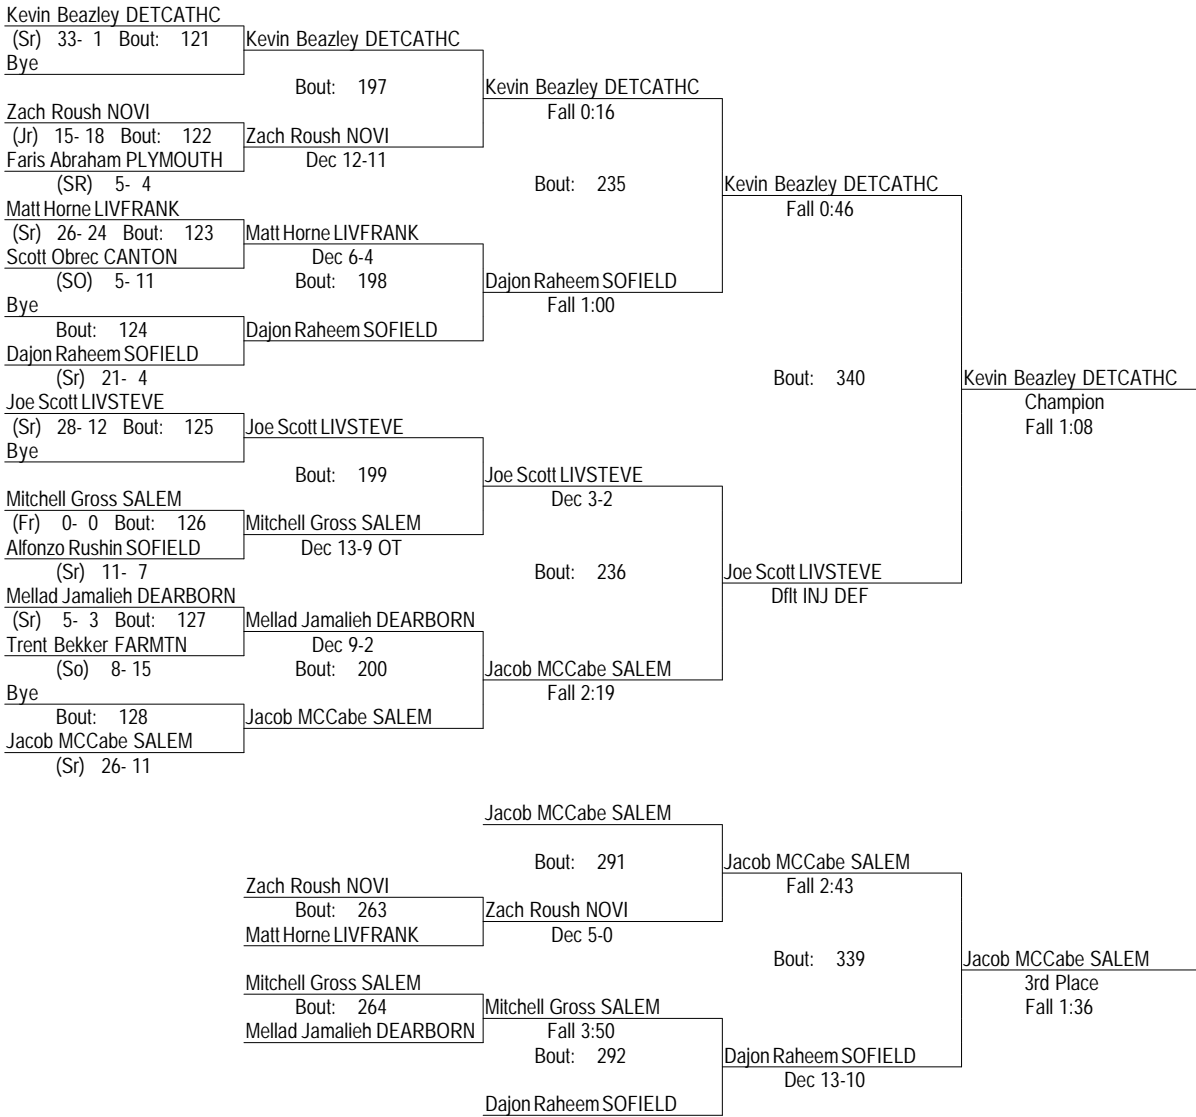 Kevin Beazley DETCATHC
(Sr) 33- 1 Bout: 121 Kevin Beazley DETCATHC
Bye
Bout: 197 Kevin Beazley DETCATHC
Zach Roush NOVI Fall 0:16
(Jr) 15- 18 Bout: 122 Zach Roush NOVI
Faris Abraham PLYMOUTH Dec 12-11
(SR) 5- 4 Bout: 235 Kevin Beazley DETCATHC
Matt Horne LIVFRANK Fall 0:46
(Sr) 26- 24 Bout: 123 Matt Horne LIVFRANK
Scott Obrec CANTON Dec 6-4
(SO) 5- 11 Bout: 198 Dajon Raheem SOFIELD
Bye Fall 1:00
Bout: 124 Dajon Raheem SOFIELD
Dajon Raheem SOFIELD
(Sr) 21- 4 Bout: 340 Kevin Beazley DETCATHC
Joe Scott LIVSTEVE Champion
(Sr) 28- 12 Bout: 125 Joe Scott LIVSTEVE Fall 1:08
Bye
Bout: 199 Joe Scott LIVSTEVE
Mitchell Gross SALEM Dec 3-2
(Fr) 0- 0 Bout: 126 Mitchell Gross SALEM
Alfonzo Rushin SOFIELD Dec 13-9 OT
(Sr) 11- 7 Bout: 236 Joe Scott LIVSTEVE
Mellad Jamalieh DEARBORN Dflt INJ DEF
(Sr) 5- 3 Bout: 127 Mellad Jamalieh DEARBORN
Trent Bekker FARMTN Dec 9-2
(So) 8- 15 Bout: 200 Jacob MCCabe SALEM
Bye Fall 2:19
Bout: 128 Jacob MCCabe SALEM
Jacob MCCabe SALEM
(Sr) 26- 11
Jacob MCCabe SALEM
Bout: 291 Jacob MCCabe SALEM
Zach Roush NOVI Fall 2:43
Bout: 263 Zach Roush NOVI
Matt Horne LIVFRANK Dec 5-0
Bout: 339 Jacob MCCabe SALEM
Mitchell Gross SALEM 3rd Place
Bout: 264 Mitchell Gross SALEM Fall 1:36
Mellad Jamalieh DEARBORN Fall 3:50
Bout: 292 Dajon Raheem SOFIELD
Dec 13-10
Dajon Raheem SOFIELD